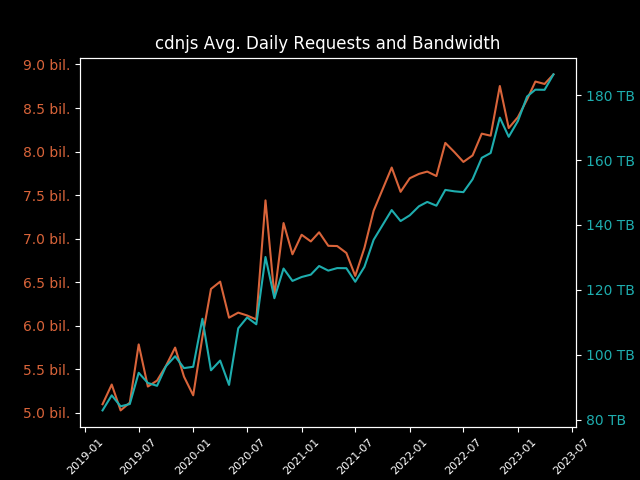 cdnjs Avg. Daily Requests and Bandwidth
9.0 bil.
8.5 bil.
8.0 bil.
7.5 bil.
7.0 bil.
6.5 bil.
6.0 bil.
5.5 bil.
5.0 bil.
180 TB
160 TB
140 TB
120 TB
100 TB
80 TB
2019-01
2019-07
2020-01
2020-07
2021-01
2021-07
2022-01
2022-07
2023-01
2023-07